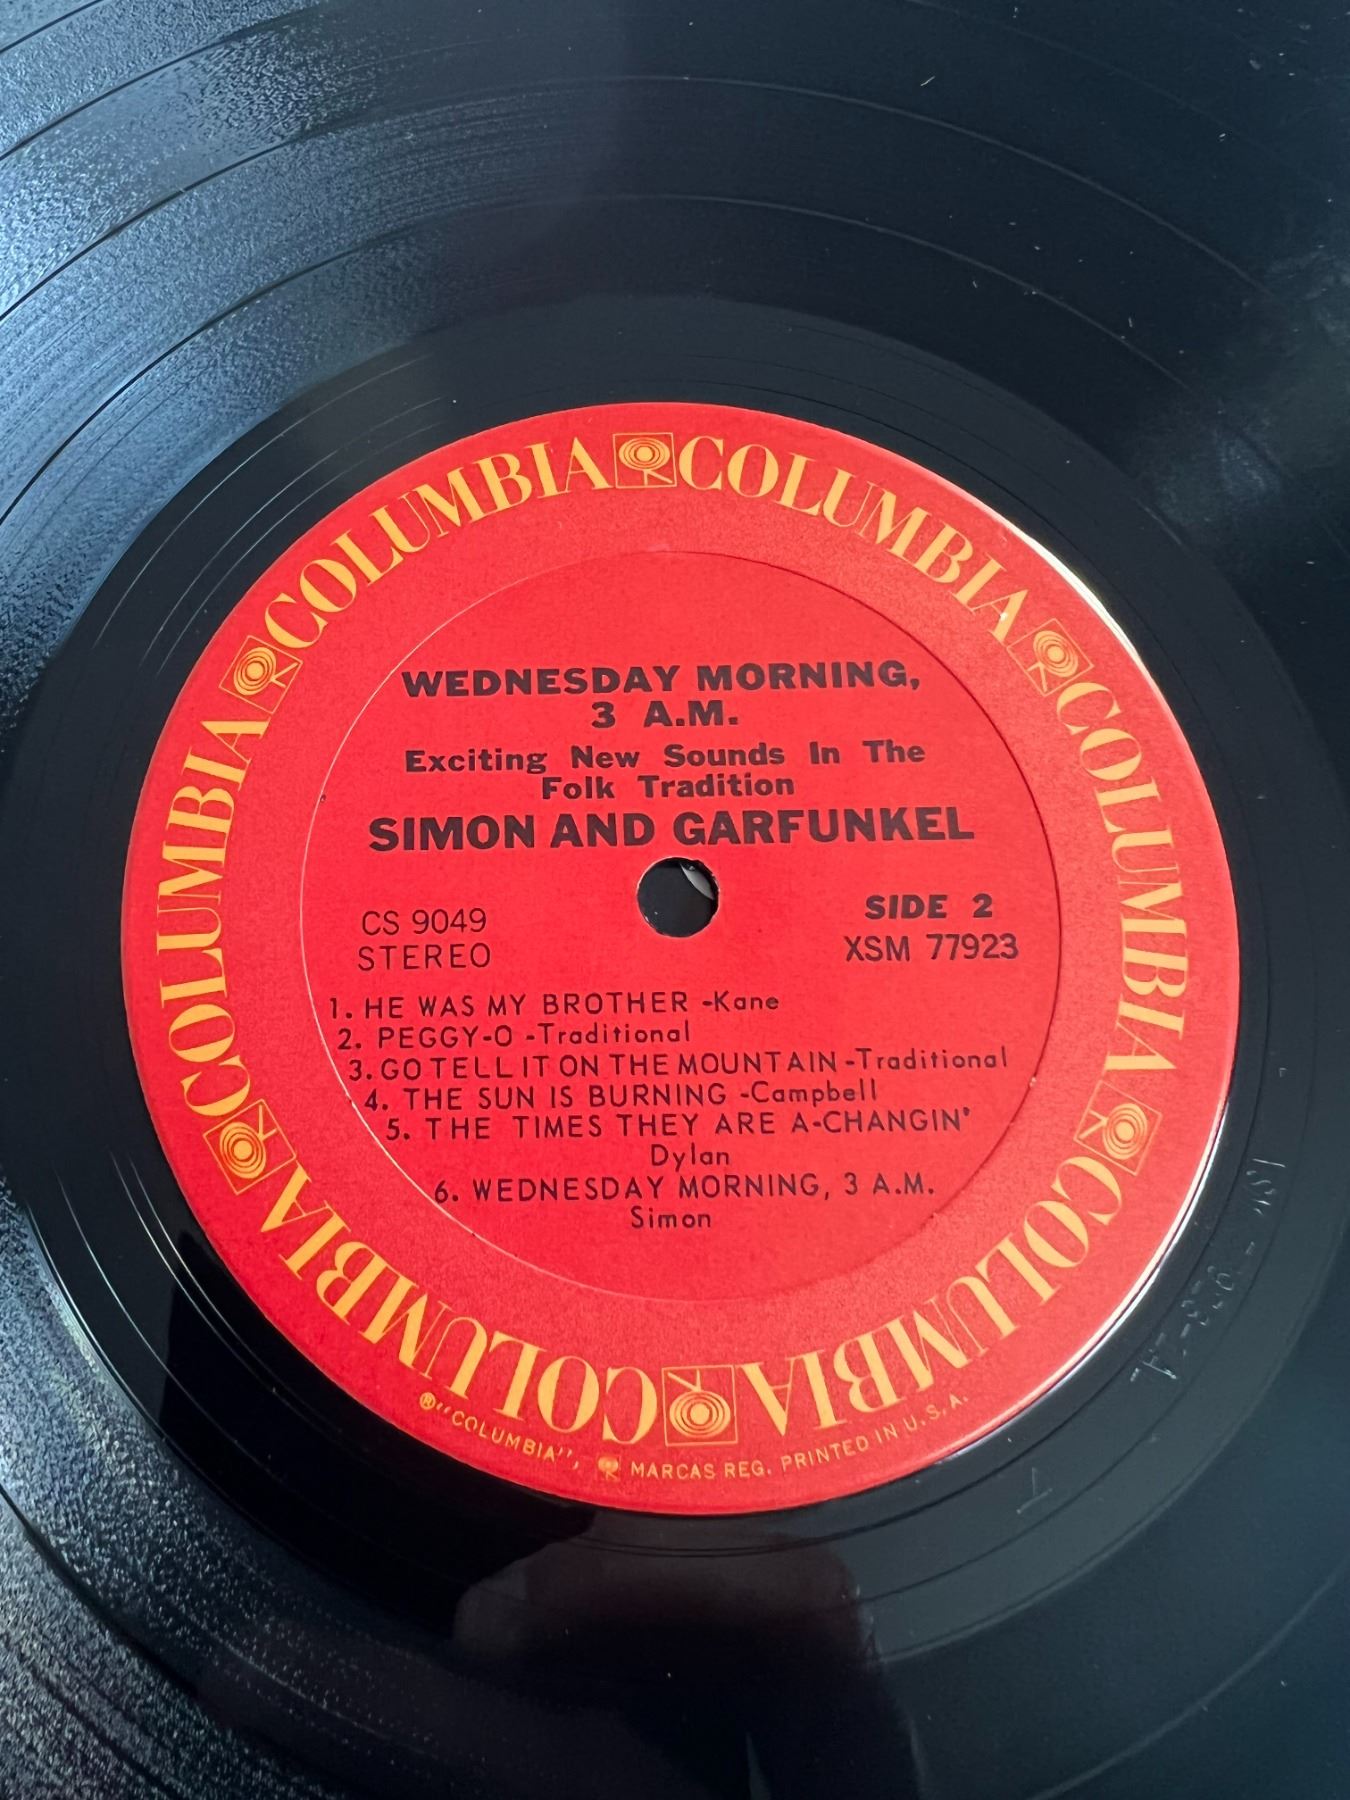 COLUMBIA COLUMBIA COLUMBIA COLUMBIA COLUMBIA COLUMBIA
WEDNESDAY MORNING,
3 A.M.
Exciting New Sounds In The
Folk Tradition
SIMON AND GARFUNKEL
CS 9049
STEREO
SIDE 2
XSM 77923
1. HE WAS MY BROTHER -Kane
2. PEGGY-O -Traditional
3. GO TELL IT ON THE MOUNTAIN -Traditional
4. THE SUN IS BURNING -Campbell
5. THE TIMES THEY ARE A-CHANGIN'
Dylan
6. WEDNESDAY MORNING, 3 A.M.
Simon
® "COLUMBIA", MARCAS REG. PRINTED IN U.S.A.